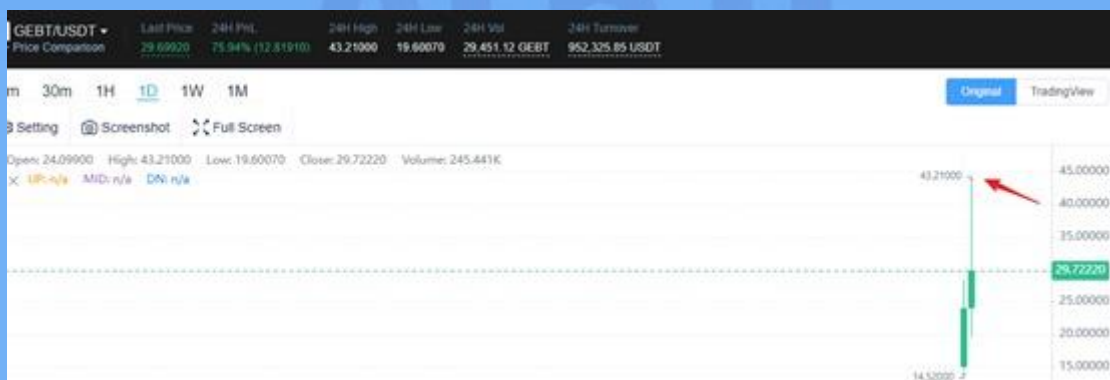 GEBT/USDT Last Price 24H PNL 24H High 24H Low 24H Vol 24H Turnover
Price Comparison 29.69920 75.94% (12.81910) 43.21000 19.60070 29,451.12 GEBT 952,325.85 USDT
m 30m 1H 1D 1W 1M Original TradingView
Setting Screenshot Full Screen
Open: 24.09900 High: 43.21000 Low: 19.60070 Close: 29.72220 Volume: 245.441K
UP: n/a MID: n/a DN: n/a
43.21000
45.00000
40.00000
35.00000
29.72220
25.00000
20.00000
15.00000
14.52000